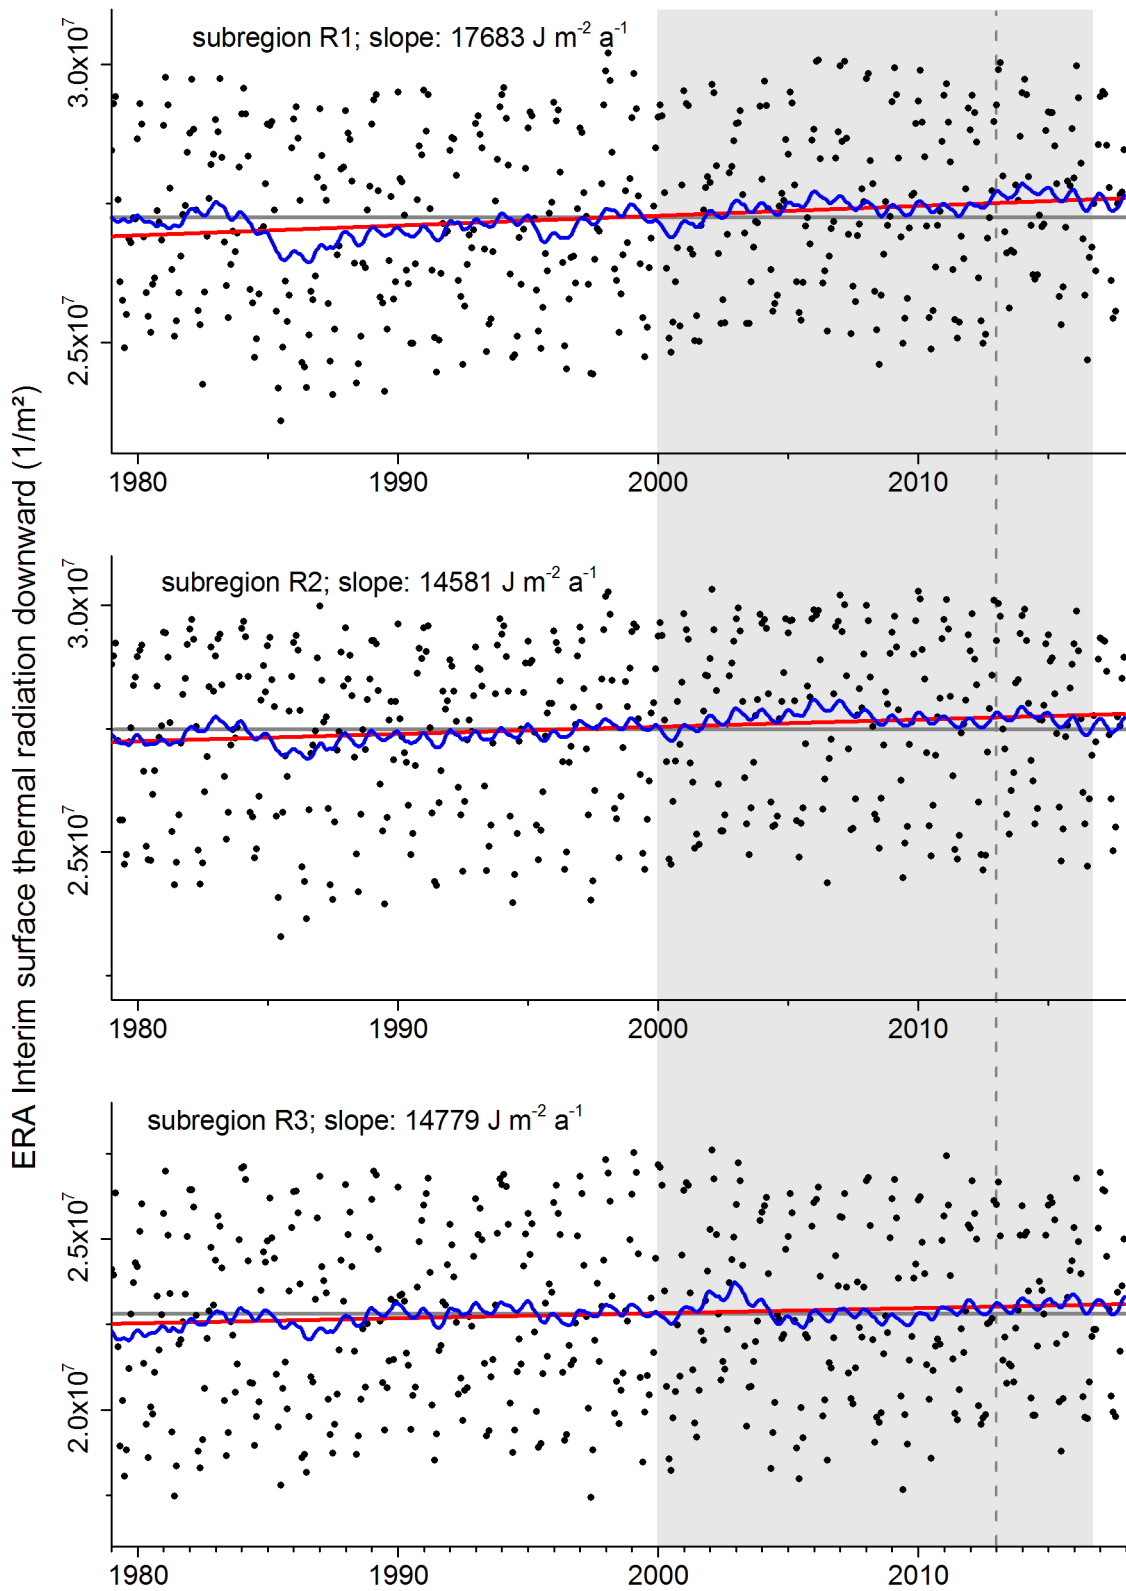 ERA Interim surface thermal radiation downward (1/m²)
subregion R1; slope: 17683 J m⁻² a⁻¹
3.0x10⁷
2.5x10⁷
1980 1990 2000 2010
subregion R2; slope: 14581 J m⁻² a⁻¹
3.0x10⁷
2.5x10⁷
1980 1990 2000 2010
subregion R3; slope: 14779 J m⁻² a⁻¹
2.5x10⁷
2.0x10⁷
1980 1990 2000 2010